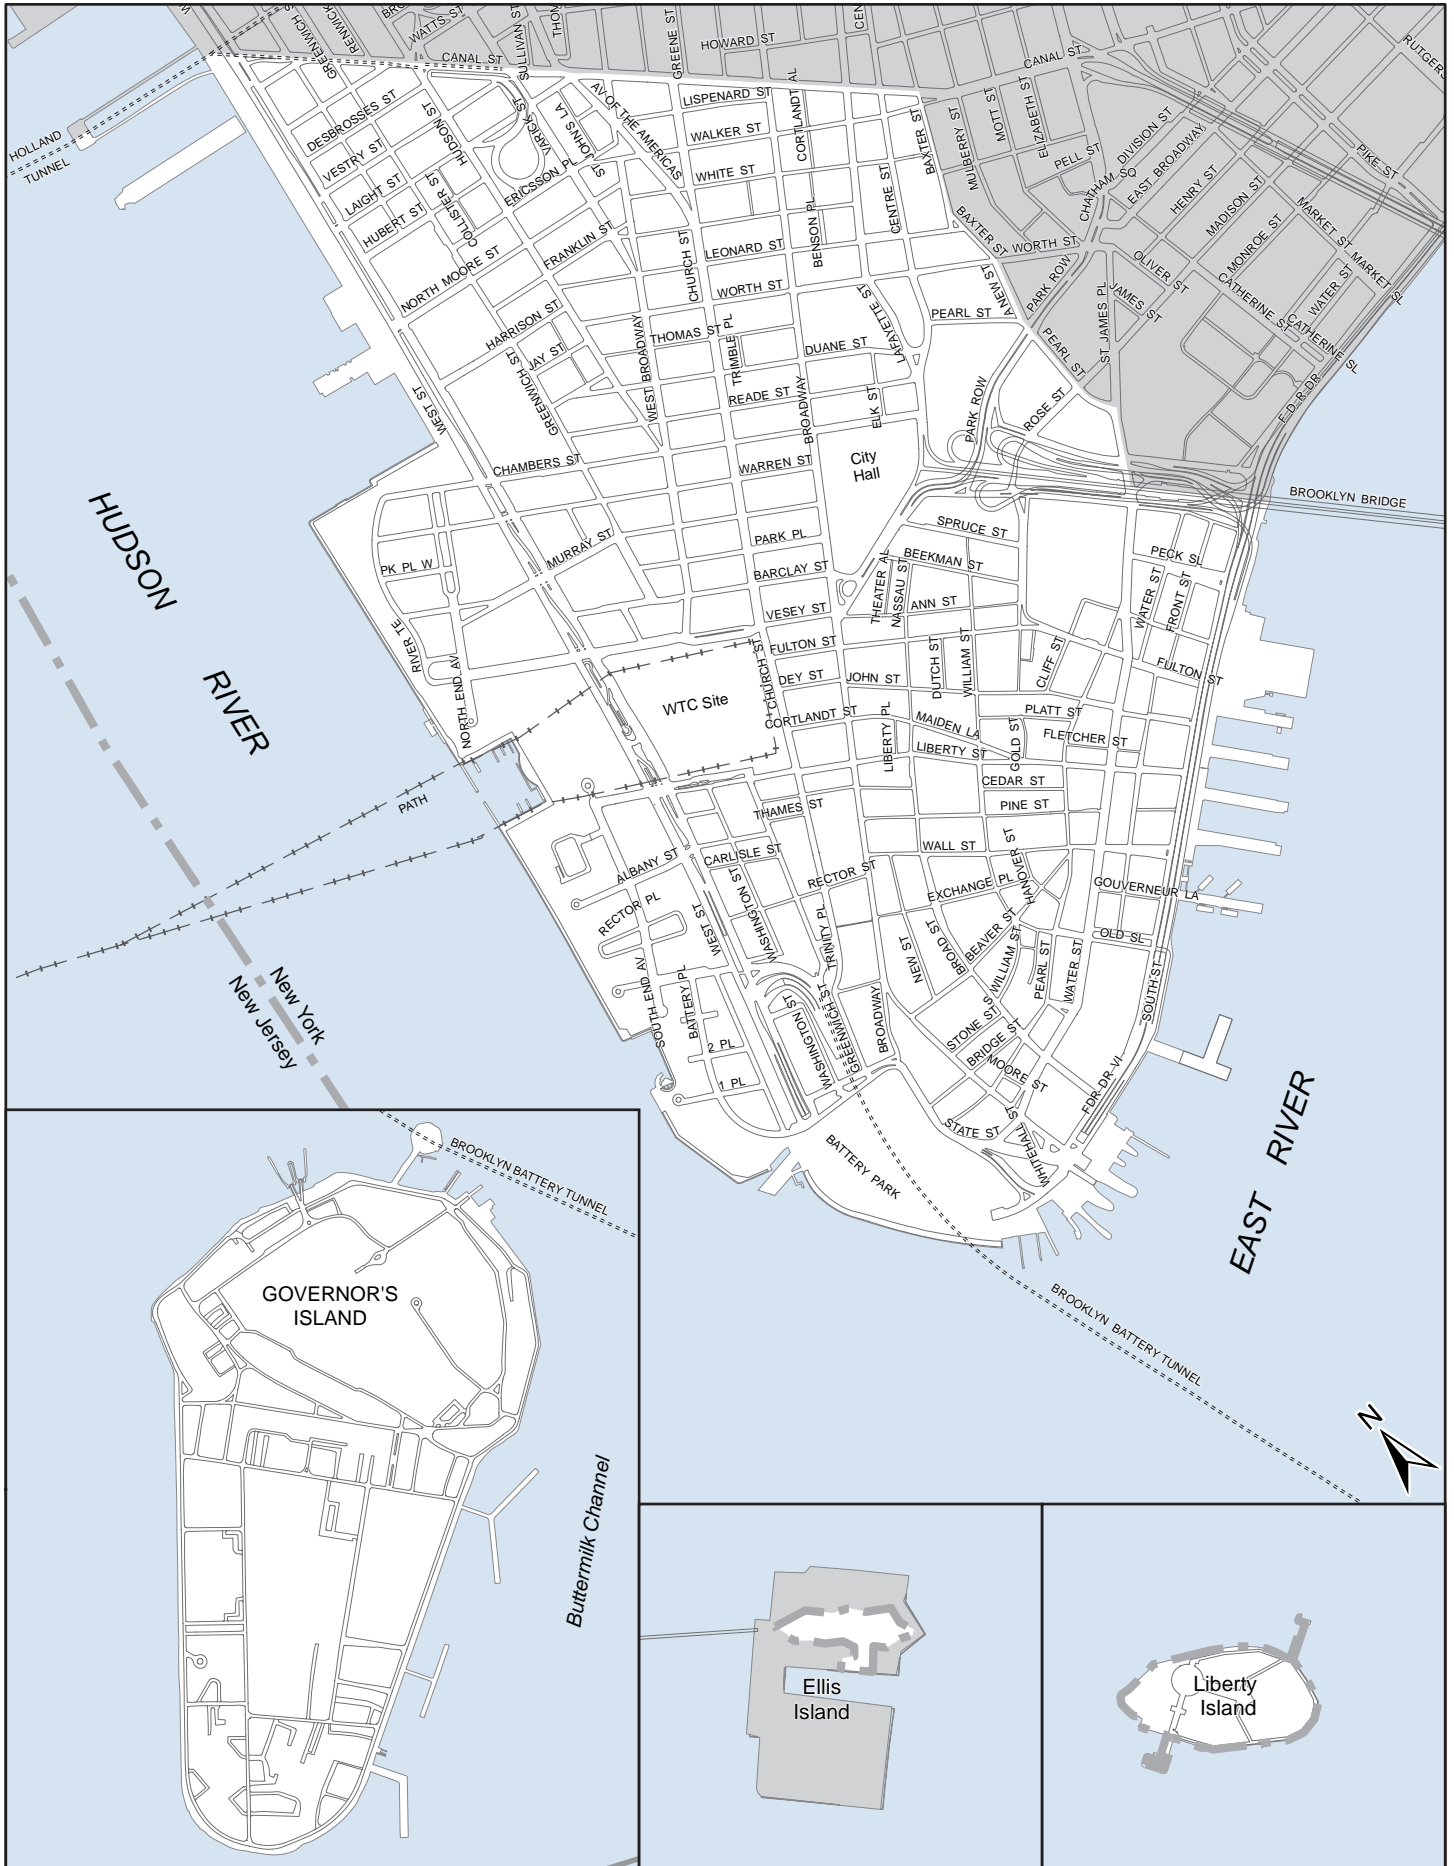 GREENWICH ST
RENWICK
WATTS ST
SULLIVAN ST
GREENE ST
HOWARD ST
CANAL ST
CANAL ST
RUTGERS
HOLLAND
TUNNEL
DESBROSSES ST
VESTRY ST
LAIGHT ST
HUBERT ST
HUDSON ST
COLLISTER ST
VARICK ST
ERICSSON PL
ST JOHNS LA
AV OF THE AMERICAS
LISPENARD ST
WALKER ST
WHITE ST
CORTLANDT AL
BAXTER ST
MULBERRY ST
MOTT ST
ELIZABETH ST
PELL ST
DIVISION ST
EAST BROADWAY
PIKE ST
CHATHAM SQ
HENRY ST
MADISON ST
MONROE ST
MARKET ST
MARKET SL
NORTH MOORE ST
FRANKLIN ST
CHURCH ST
LEONARD ST
BENSON PL
CENTRE ST
BAXTER ST
WORTH ST
PARK ROW
OLIVER ST
CATHERINE ST
WATER ST
CATHERINE SL
HARRISON ST
JAY ST
WORTH ST
LAFAYETTE ST
ANEW ST
PEARL ST
JAMES ST
ST JAMES PL
PEARL ST
THOMAS ST
TRIMBLE PL
DUANE ST
WEST BROADWAY
GREENWICH ST
WEST ST
READE ST
BROADWAY
ELK ST
PARK ROW
ROSE ST
F D R DR
CHAMBERS ST
WARREN ST
City
Hall
BROOKLYN BRIDGE
HUDSON
RIVER
MURRAY ST
PARK PL
SPRUCE ST
PK PL W
BARCLAY ST
BEEKMAN ST
PECK SL
THEATER AL
NASSAU ST
VESEY ST
ANN ST
WATER ST
FRONT ST
RIVER TE
NORTH END AV
FULTON ST
CHURCH ST
DEY ST
JOHN ST
DUTCH ST
WILLIAM ST
CLIFF ST
FULTON ST
WTC Site
CORTLANDT ST
LIBERTY PL
MAIDEN LA
PLATT ST
GOLD ST
FLETCHER ST
LIBERTY ST
CEDAR ST
PATH
THAMES ST
PINE ST
ALBANY ST
CARLISLE ST
WALL ST
HANOVER ST
RECTOR ST
EXCHANGE PL
GOUVERNEUR LA
RECTOR PL
WEST ST
WASHINGTON ST
TRINITY PL
BEAVER ST
OLD SL
NEW ST
BROAD ST
S WILLIAM ST
PEARL ST
WATER ST
SOUTH ST
New York
New Jersey
SOUTH END AV
BATTERY PL
WASHINGTON ST
GREENWICH ST
BROADWAY
STONE ST
BRIDGE ST
MOORE ST
2 PL
1 PL
WASHINGTON ST
FDR DR VI
STATE ST
WHITEHALL ST
BATTERY PARK
EAST
RIVER
BROOKLYN BATTERY TUNNEL
BROOKLYN BATTERY TUNNEL
GOVERNOR'S
ISLAND
N
Buttermilk Channel
Ellis
Island
Liberty
Island